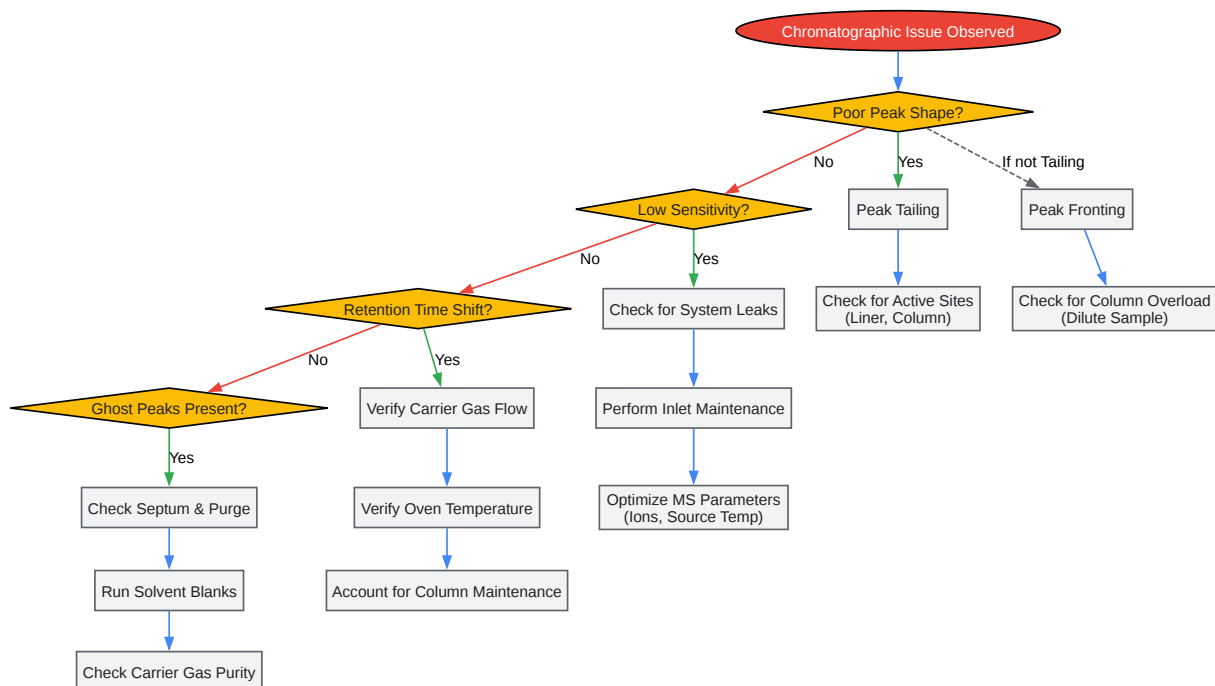 Chromatographic Issue Observed
Poor Peak Shape?
No
Yes
If not Tailing
Low Sensitivity?
Peak Tailing
Peak Fronting
No
Yes
Retention Time Shift?
Check for System Leaks
Check for Active Sites
(Liner, Column)
Check for Column Overload
(Dilute Sample)
No
Yes
Ghost Peaks Present?
Verify Carrier Gas Flow
Perform Inlet Maintenance
Yes
Check Septum & Purge
Verify Oven Temperature
Optimize MS Parameters
(Ions, Source Temp)
Run Solvent Blanks
Account for Column Maintenance
Check Carrier Gas Purity